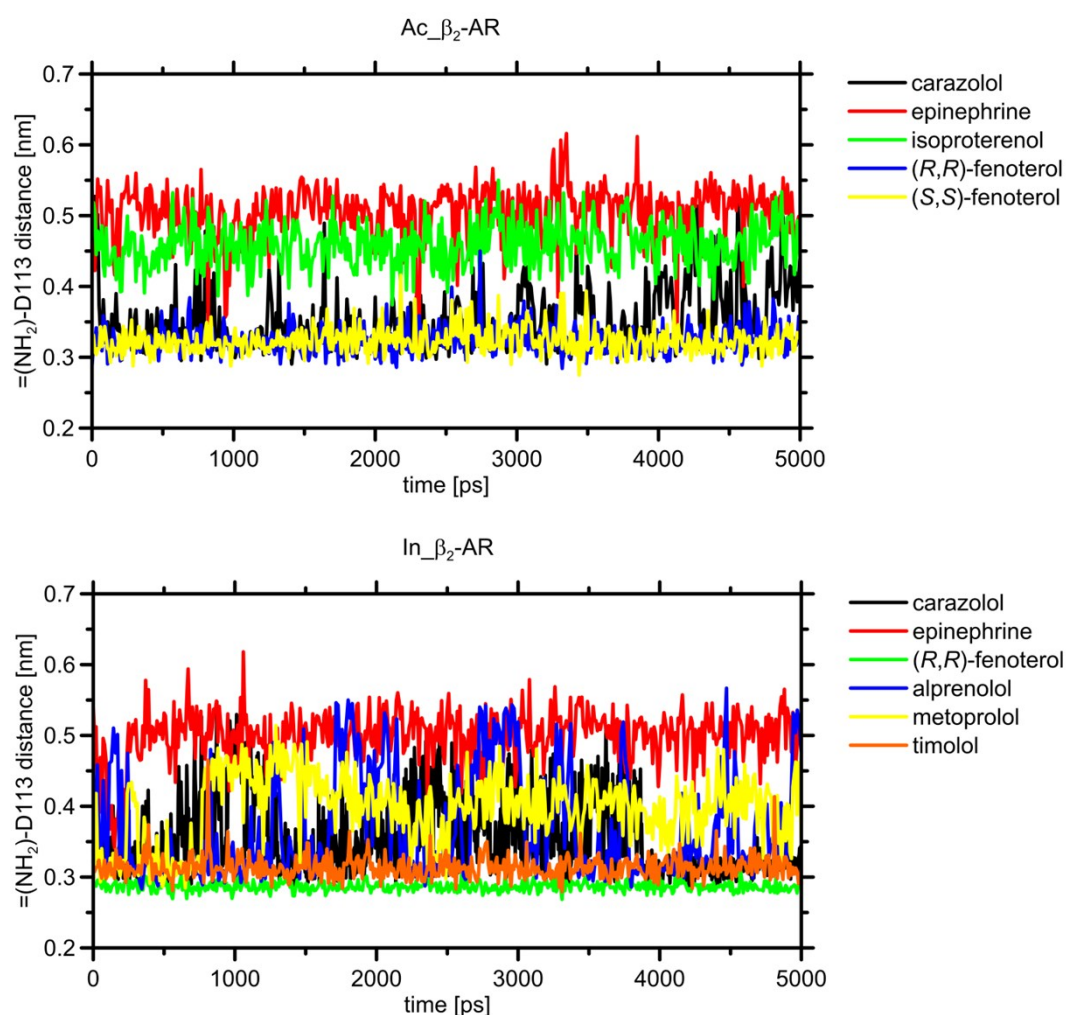 Ac_β₂-AR
=(NH₂)-D113 distance [nm]
0.7
0.6
0.5
0.4
0.3
0.2
0 1000 2000 3000 4000 5000
time [ps]
carazolol
epinephrine
isoproterenol
(R,R)-fenoterol
(S,S)-fenoterol
In_β₂-AR
=(NH₂)-D113 distance [nm]
0.7
0.6
0.5
0.4
0.3
0.2
0 1000 2000 3000 4000 5000
time [ps]
carazolol
epinephrine
(R,R)-fenoterol
alprenolol
metoprolol
timolol